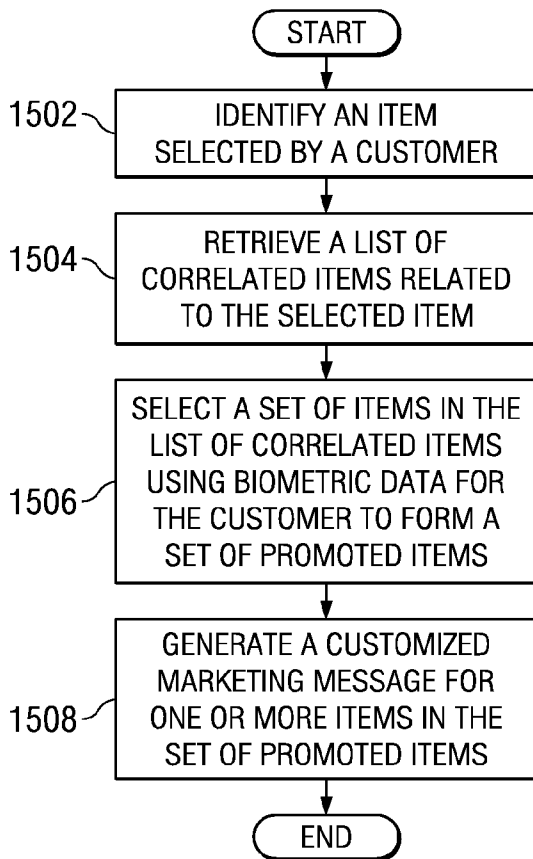 START
1502
IDENTIFY AN ITEM
SELECTED BY A CUSTOMER
1504
RETRIEVE A LIST OF
CORRELATED ITEMS RELATED
TO THE SELECTED ITEM
1506
SELECT A SET OF ITEMS IN THE
LIST OF CORRELATED ITEMS
USING BIOMETRIC DATA FOR
THE CUSTOMER TO FORM A
SET OF PROMOTED ITEMS
1508
GENERATE A CUSTOMIZED
MARKETING MESSAGE FOR
ONE OR MORE ITEMS IN THE
SET OF PROMOTED ITEMS
END